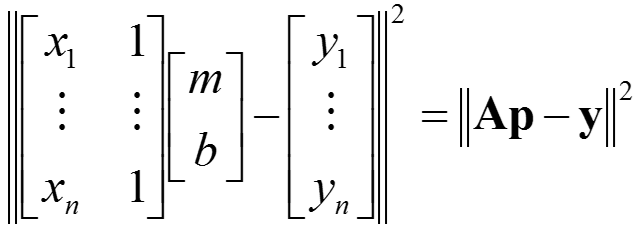 ‖[x₁ 1; ⋮ ⋮; xₙ 1][m; b] − [y₁; ⋮; yₙ]‖² = ‖𝐀𝐩 − 𝐲‖²